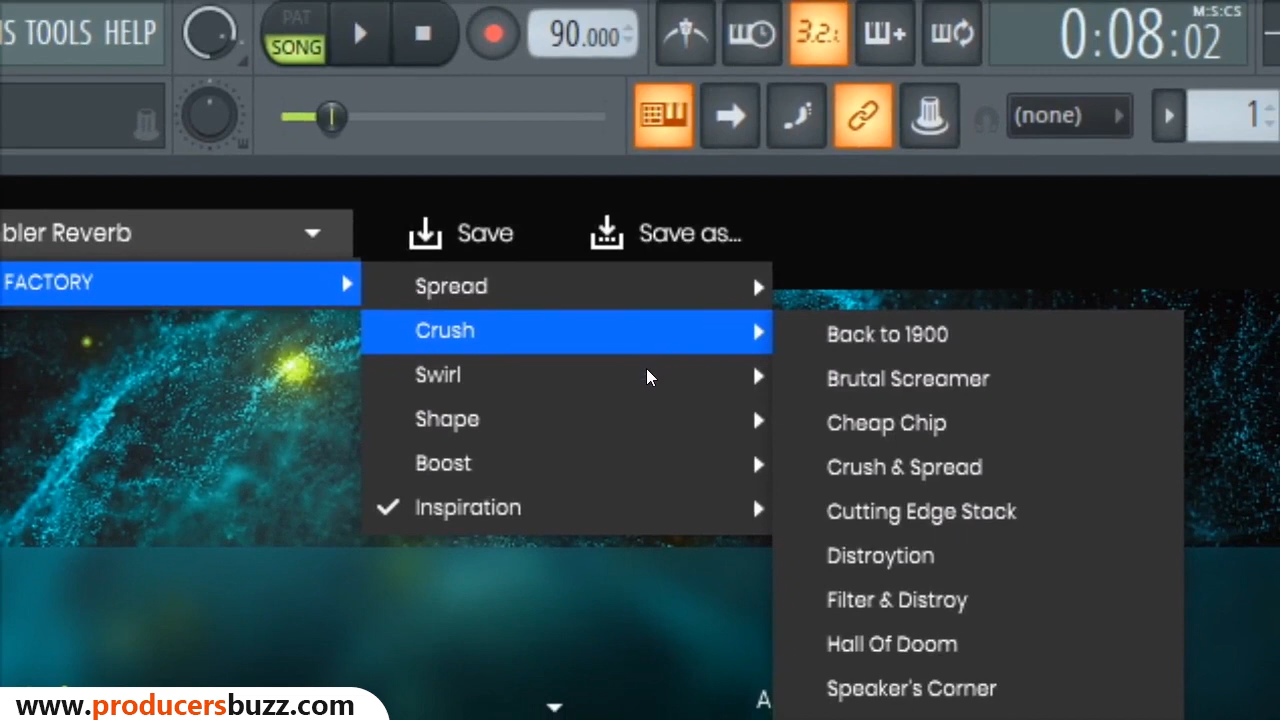 TOOLS HELP
PAT
SONG
90.000
3.2.
0:08:02
M:S:CS
(none)
1
bler Reverb
Save
Save as...
FACTORY
Spread
Crush
Swirl
Shape
Boost
Inspiration
Back to 1900
Brutal Screamer
Cheap Chip
Crush & Spread
Cutting Edge Stack
Distroytion
Filter & Distroy
Hall Of Doom
Speaker's Corner
A
www.producersbuzz.com